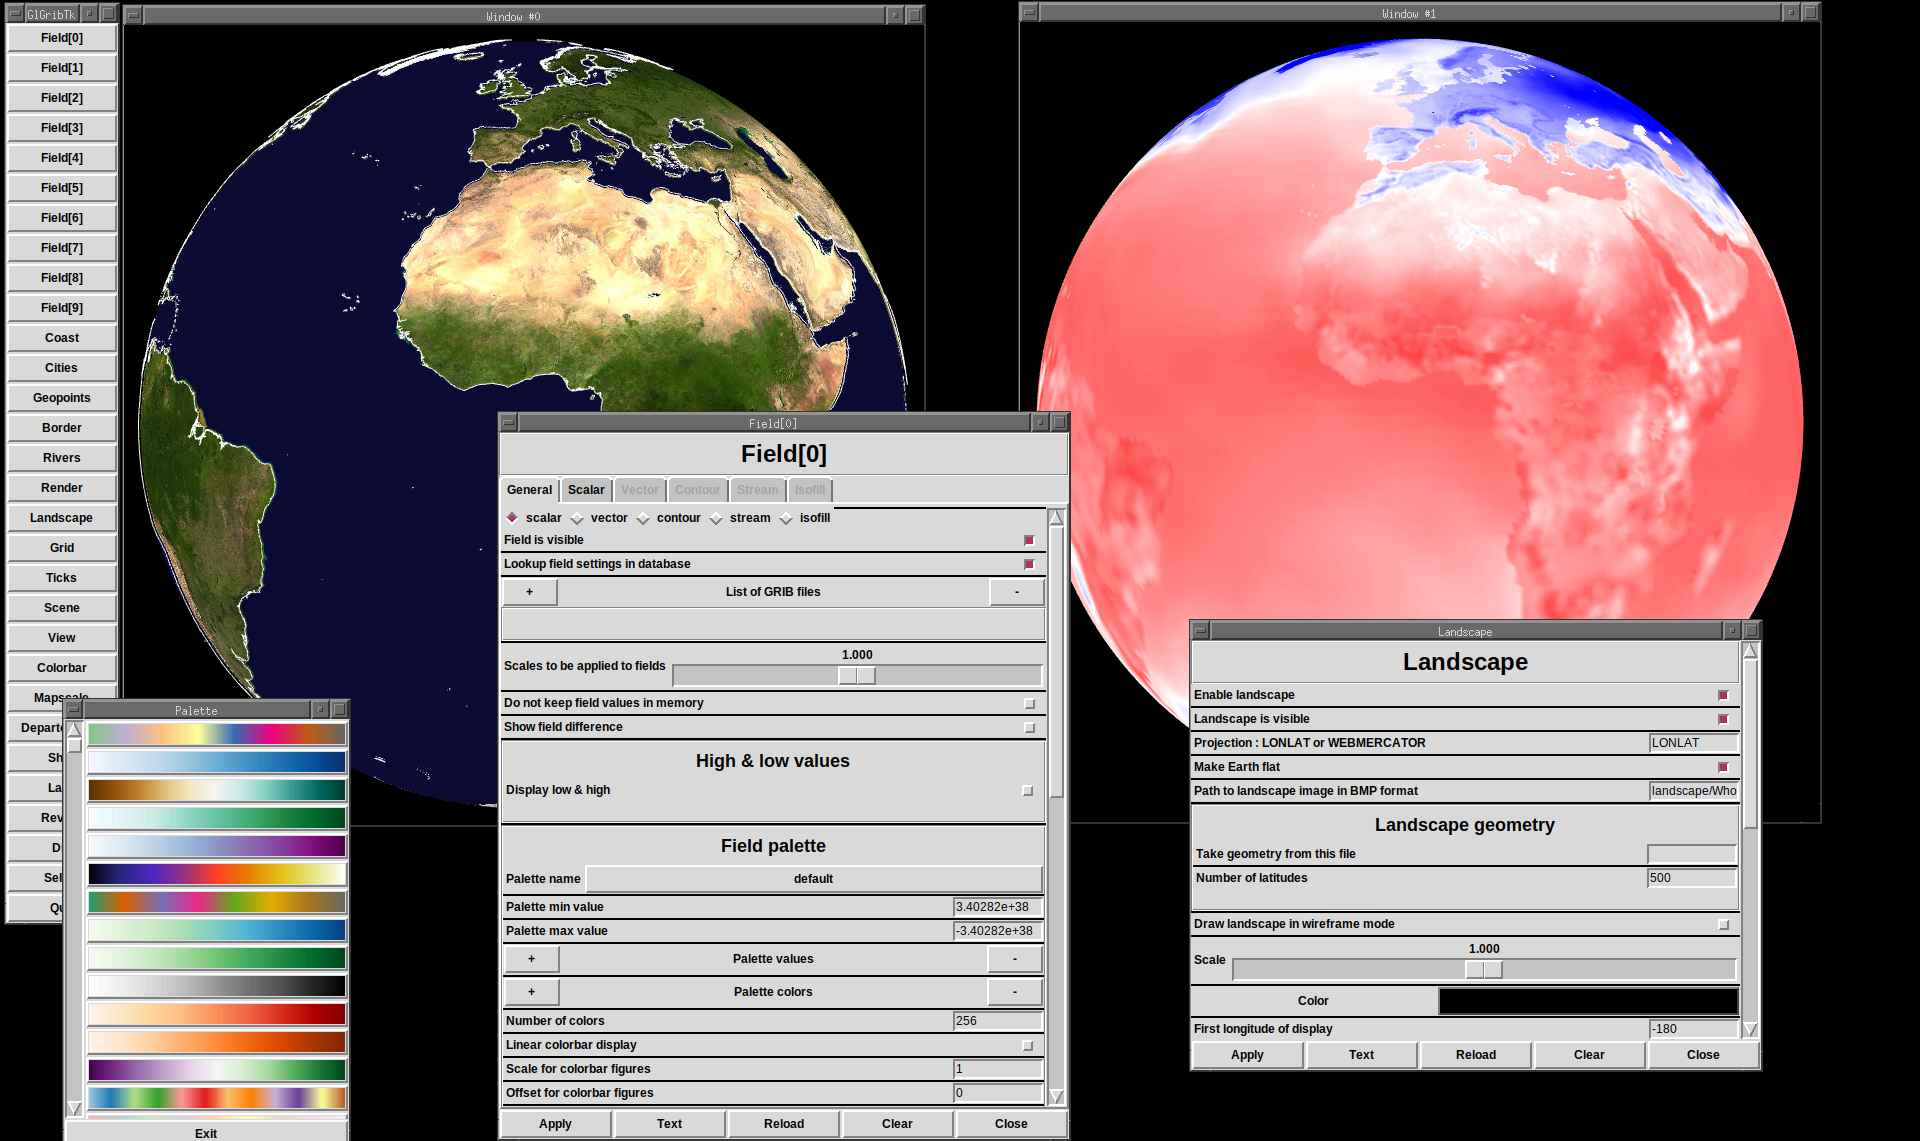 GlGribTk
Field[0]
Field[1]
Field[2]
Field[3]
Field[4]
Field[5]
Field[6]
Field[7]
Field[8]
Field[9]
Coast
Cities
Geopoints
Border
Rivers
Render
Landscape
Grid
Ticks
Scene
View
Colorbar
Mapscale
Depart
Sh
La
Rev
D
Sel
Qu
Window #0
Window #1
Palette
Exit
Field[0]
Field[0]
General Scalar Vector Contour Stream Isofill
scalar vector contour stream isofill
Field is visible
Lookup field settings in database
+ List of GRIB files -
1.000
Scales to be applied to fields
Do not keep field values in memory
Show field difference
High & low values
Display low & high
Field palette
Palette name default
Palette min value 3.40282e+38
Palette max value -3.40282e+38
+ Palette values -
+ Palette colors -
Number of colors 256
Linear colorbar display
Scale for colorbar figures 1
Offset for colorbar figures 0
Apply Text Reload Clear Close
Landscape
Landscape
Enable landscape
Landscape is visible
Projection : LONLAT or WEBMERCATOR LONLAT
Make Earth flat
Path to landscape image in BMP format landscape/Who
Landscape geometry
Take geometry from this file
Number of latitudes 500
Draw landscape in wireframe mode
1.000
Scale
Color
First longitude of display -180
Apply Text Reload Clear Close